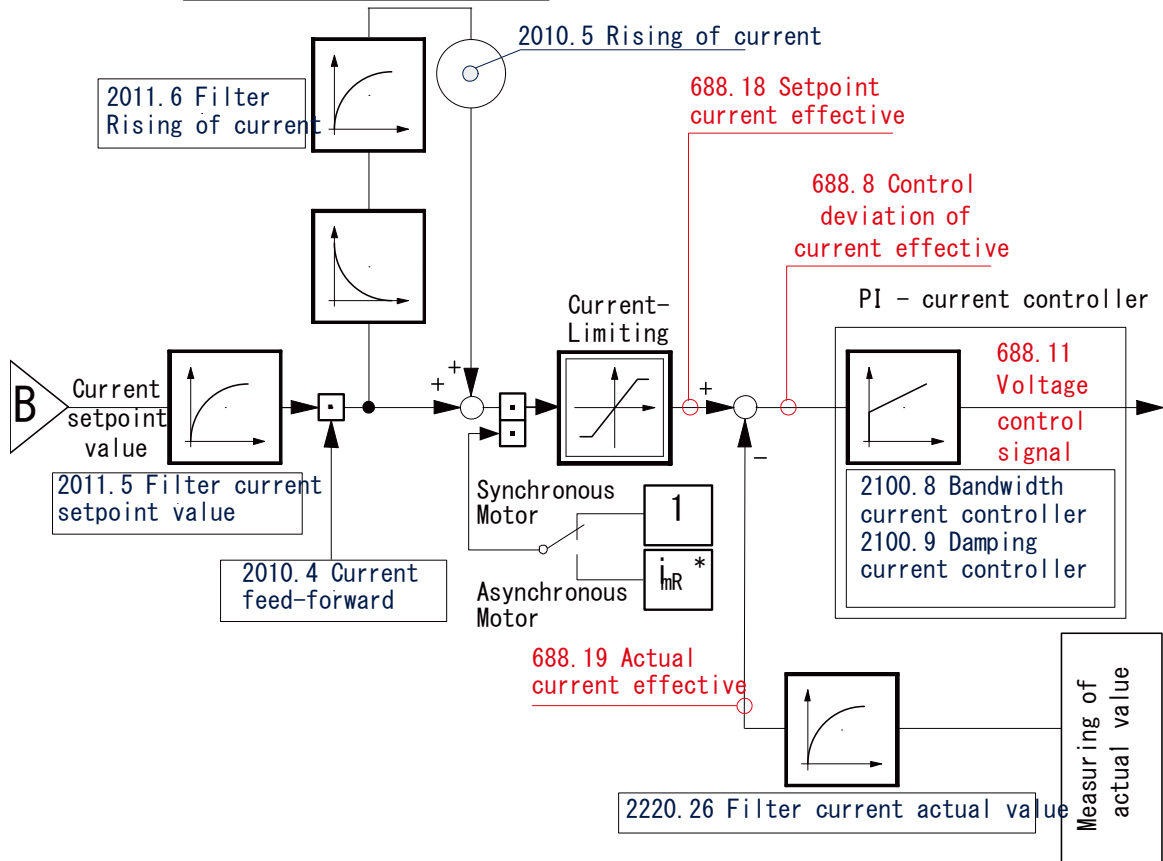 2010.5 Rising of current
2011.6 Filter
Rising of current
688.18 Setpoint
current effective
688.8 Control
deviation of
current effective
PI - current controller
Current-
Limiting
B
Current
setpoint
value
+
+
+
−
688.11
Voltage
control
signal
2011.5 Filter current
setpoint value
2100.8 Bandwidth
current controller
2100.9 Damping
current controller
Synchronous
Motor
1
2010.4 Current
feed-forward
imR *
Asynchronous
Motor
688.19 Actual
current effective
Measuring of
actual value
2220.26 Filter current actual value